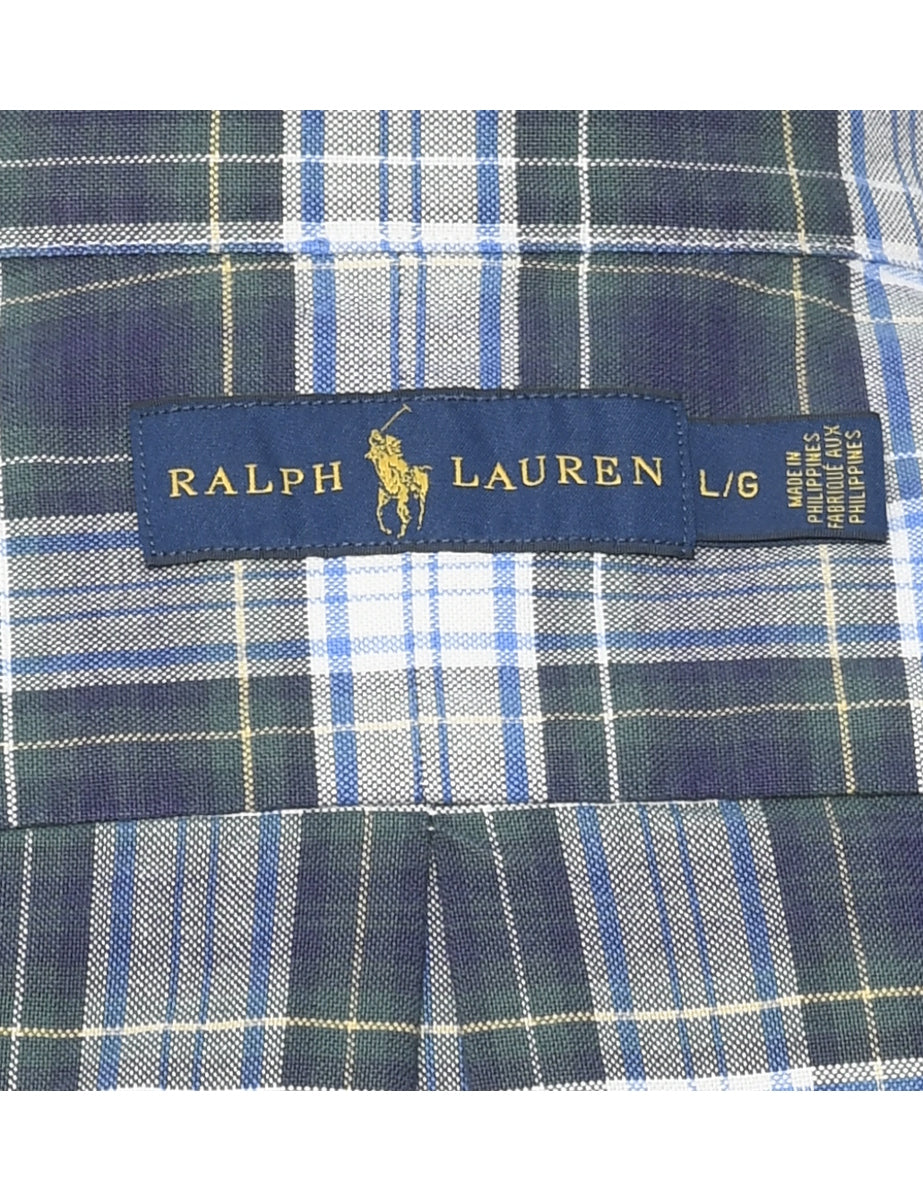 RALPH LAUREN
L/G
MADE IN
PHILIPPINES
FABRIQUÉ AUX
PHILIPPINES